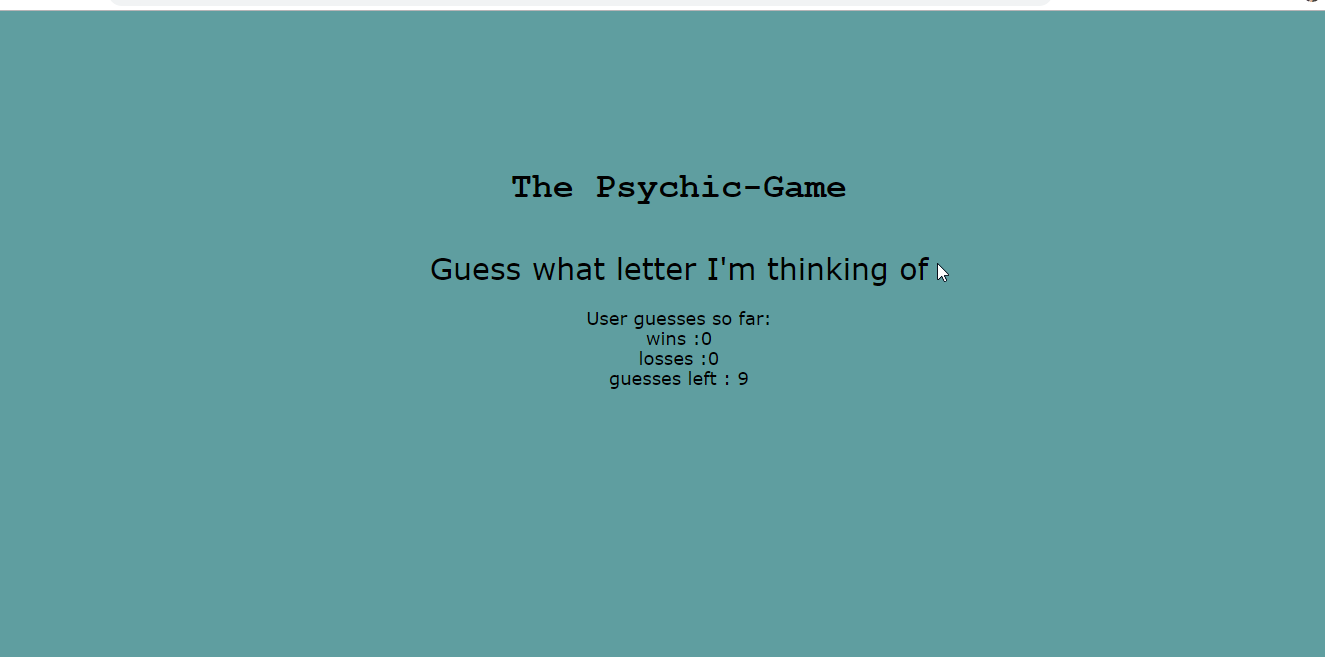 The Psychic-Game
Guess what letter I'm thinking of
User guesses so far:
wins :0
losses :0
guesses left : 9